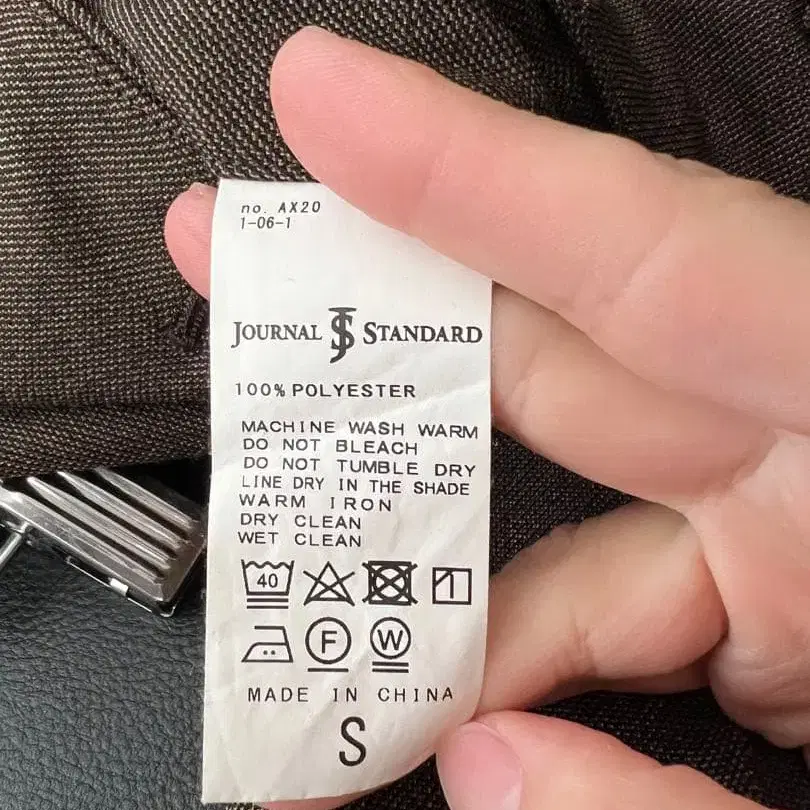 no. AX20
1-06-1
JOURNAL JS STANDARD
100% POLYESTER
MACHINE WASH WARM
DO NOT BLEACH
DO NOT TUMBLE DRY
LINE DRY IN THE SHADE
WARM IRON
DRY CLEAN
WET CLEAN
40
F W
MADE IN CHINA
S